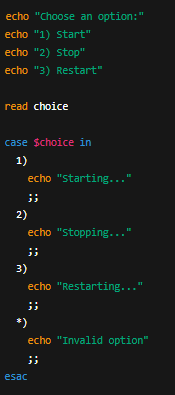 echo "Choose an option:"
echo "1) Start"
echo "2) Stop"
echo "3) Restart"

read choice

case $choice in
  1)
    echo "Starting..."
    ;;
  2)
    echo "Stopping..."
    ;;
  3)
    echo "Restarting..."
    ;;
  *)
    echo "Invalid option"
    ;;
esac